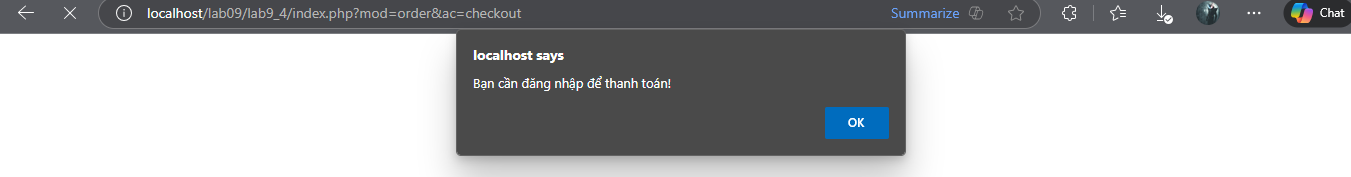 localhost/lab09/lab9_4/index.php?mod=order&ac=checkout
Summarize
Chat
localhost says
Bạn cần đăng nhập để thanh toán!
OK